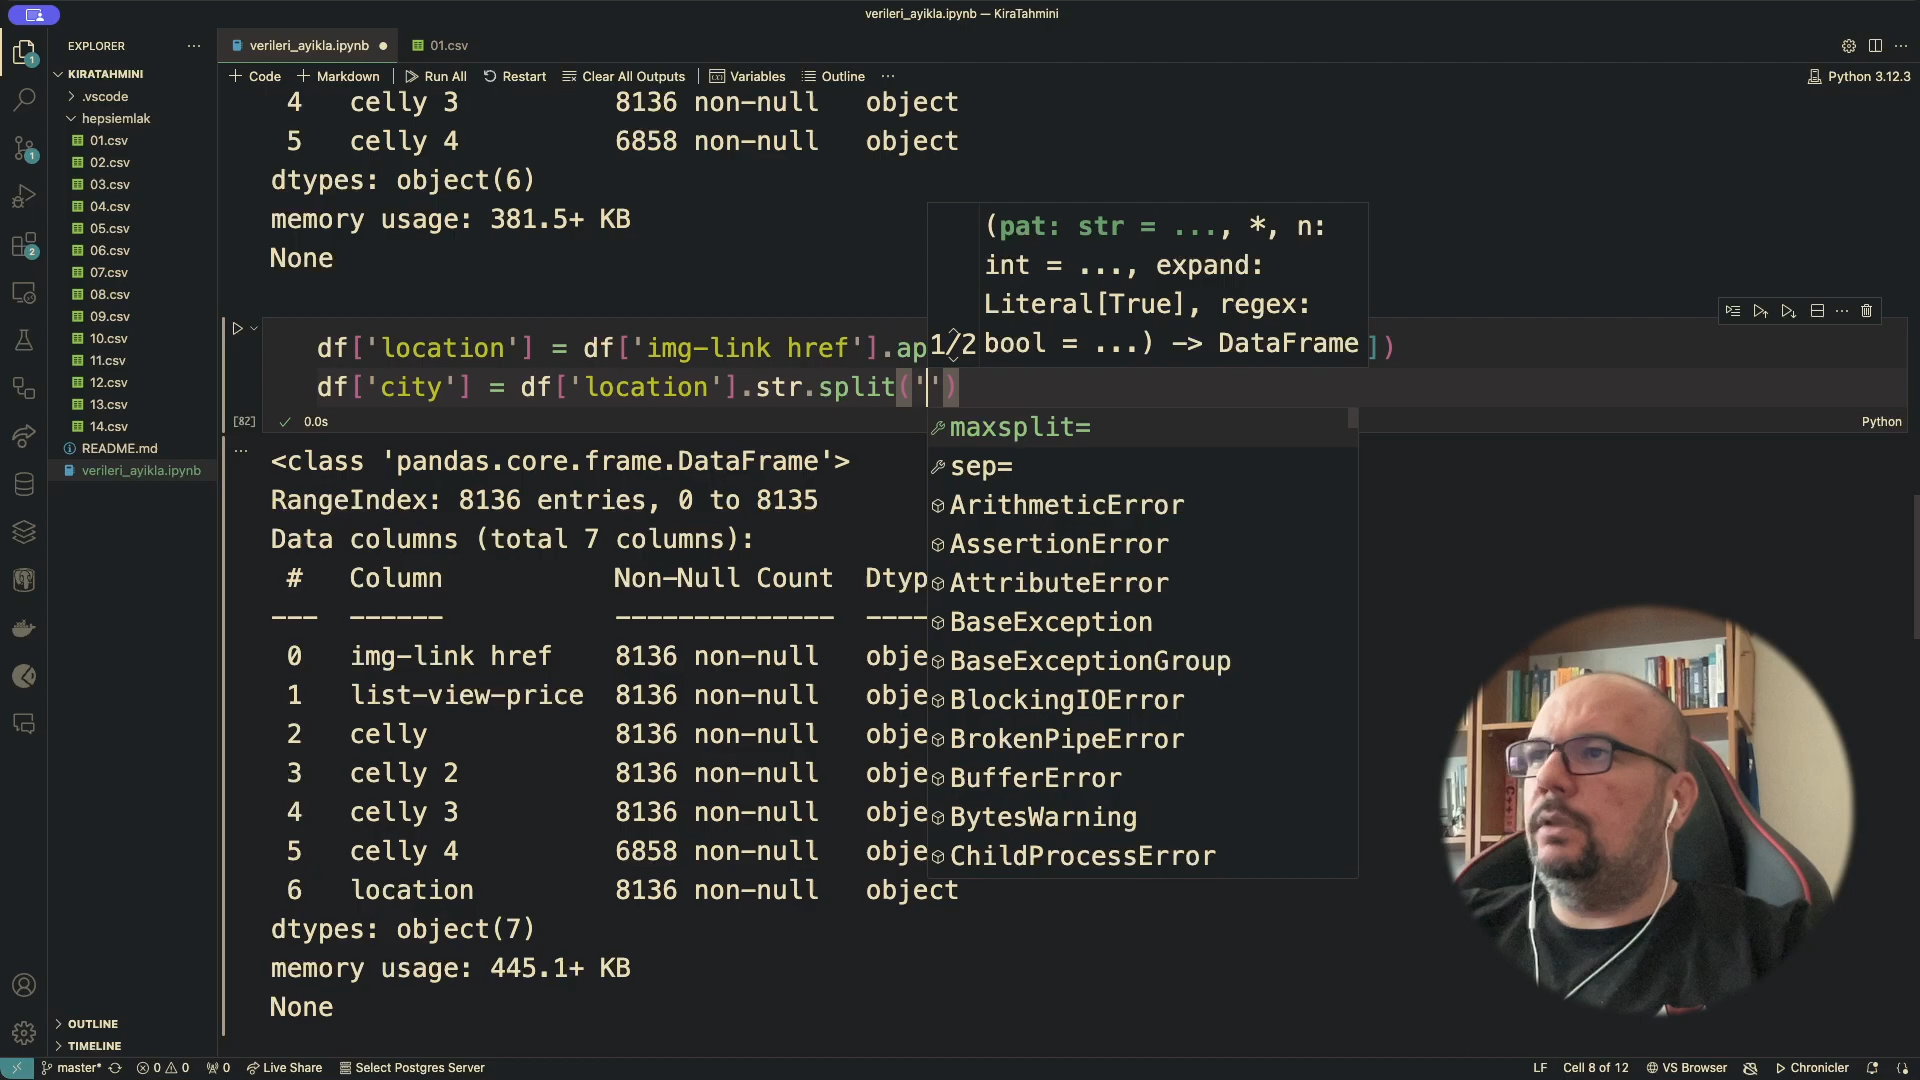 verileri_ayikla.ipynb — KiraTahmini
EXPLORER
KIRATAHMINI
.vscode
hepsiemlak
01.csv
02.csv
03.csv
04.csv
05.csv
06.csv
07.csv
08.csv
09.csv
10.csv
11.csv
12.csv
13.csv
14.csv
README.md
verileri_ayikla.ipynb
OUTLINE
TIMELINE
verileri_ayikla.ipynb
01.csv
Code
Markdown
Run All
Restart
Clear All Outputs
Variables
Outline
Python 3.12.3
4 celly 3 8136 non-null object
5 celly 4 6858 non-null object
dtypes: object(6)
memory usage: 381.5+ KB
None
(pat: str = ..., *, n:
int = ..., expand:
Literal[True], regex:
1/2 bool = ...) -> DataFrame
df['location'] = df['img-link href'].ap
])
df['city'] = df['location'].str.split('')
[82]
0.0s
Python
maxsplit=
sep=
ArithmeticError
AssertionError
AttributeError
BaseException
BaseExceptionGroup
BlockingIOError
BrokenPipeError
BufferError
BytesWarning
ChildProcessError
<class 'pandas.core.frame.DataFrame'>
RangeIndex: 8136 entries, 0 to 8135
Data columns (total 7 columns):
# Column Non-Null Count Dtyp
--- ------ -------------- ----
0 img-link href 8136 non-null obje
1 list-view-price 8136 non-null obje
2 celly 8136 non-null obje
3 celly 2 8136 non-null obje
4 celly 3 8136 non-null obje
5 celly 4 6858 non-null obje
6 location 8136 non-null object
dtypes: object(7)
memory usage: 445.1+ KB
None
master*
0
0
0
Live Share
Select Postgres Server
LF
Cell 8 of 12
VS Browser
Chronicler